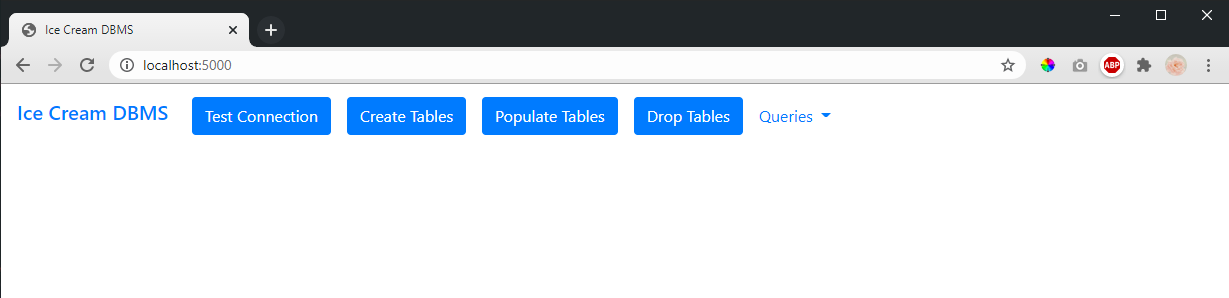 Ice Cream DBMS
localhost:5000
ABP
Ice Cream DBMS Test Connection Create Tables Populate Tables Drop Tables Queries